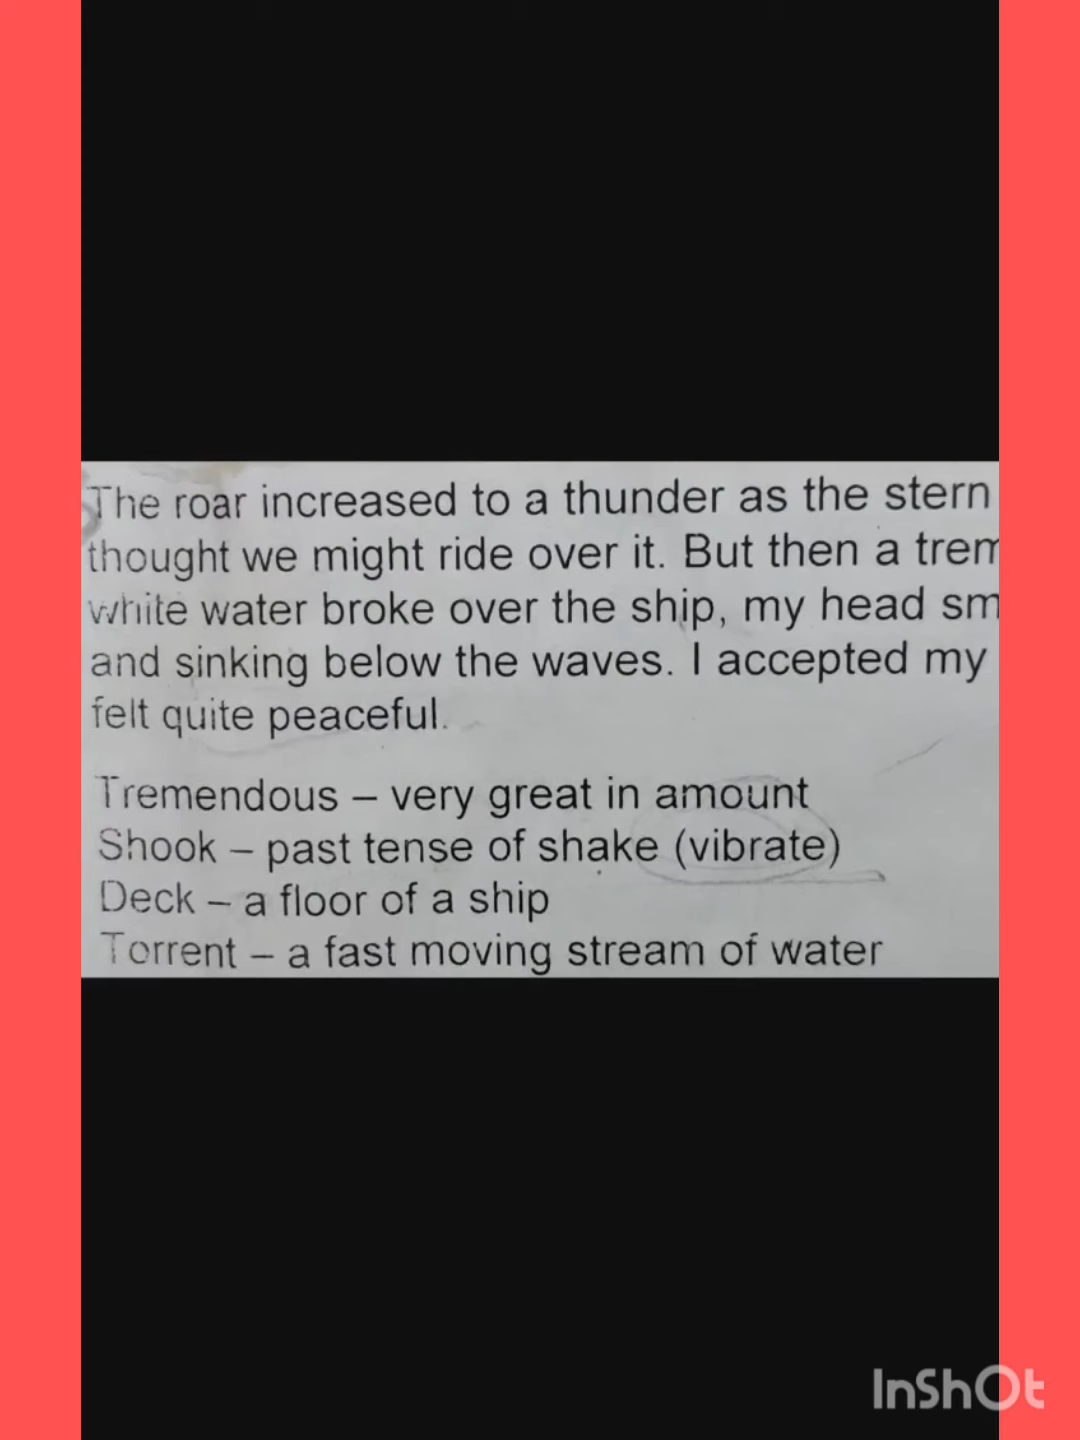 The roar increased to a thunder as the stern
thought we might ride over it. But then a trem
white water broke over the ship, my head sm
and sinking below the waves. I accepted my
felt quite peaceful.
Tremendous – very great in amount
Shook – past tense of shake (vibrate)
Deck – a floor of a ship
Torrent – a fast moving stream of water
InShOt